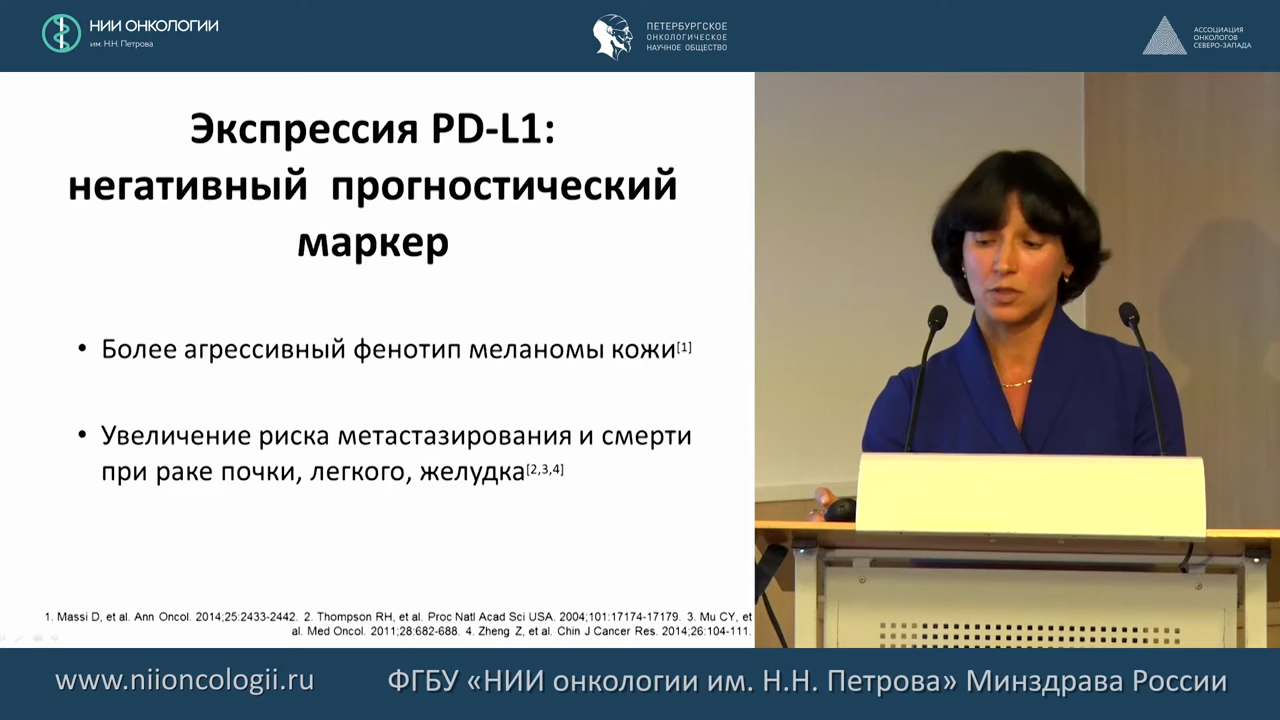 НИИ ОНКОЛОГИИ
им. Н.Н. Петрова
ПЕТЕРБУРГСКОЕ
ОНКОЛОГИЧЕСКОЕ
НАУЧНОЕ ОБЩЕСТВО
АССОЦИАЦИЯ
ОНКОЛОГОВ
СЕВЕРО-ЗАПАДА
Экспрессия PD-L1:
негативный прогностический
маркер
• Более агрессивный фенотип меланомы кожи[1]
• Увеличение риска метастазирования и смерти
при раке почки, легкого, желудка[2,3,4]
1. Massi D, et al. Ann Oncol. 2014;25:2433-2442. 2. Thompson RH, et al. Proc Natl Acad Sci USA. 2004;101:17174-17179. 3. Mu CY, et
al. Med Oncol. 2011;28:682-688. 4. Zheng Z, et al. Chin J Cancer Res. 2014;26:104-111.
www.niioncologii.ru
ФГБУ «НИИ онкологии им. Н.Н. Петрова» Минздрава России